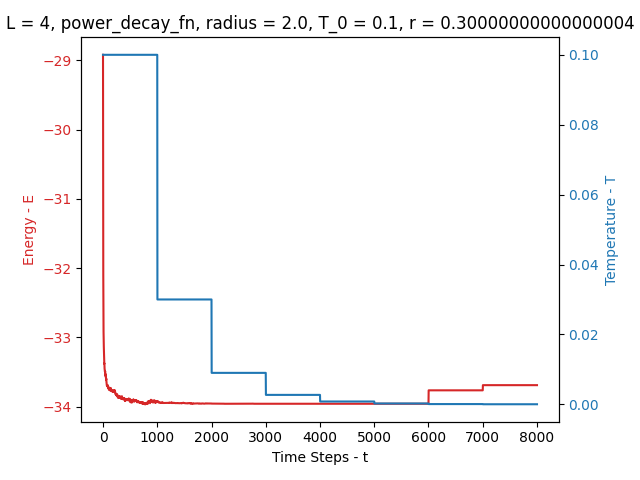 L = 4, power_decay_fn, radius = 2.0, T_0 = 0.1, r = 0.30000000000000004
Energy - E
−29
−30
−31
−32
−33
−34
0.10
0.08
0.06
0.04
0.02
0.00
Temperature - T
0 1000 2000 3000 4000 5000 6000 7000 8000
Time Steps - t